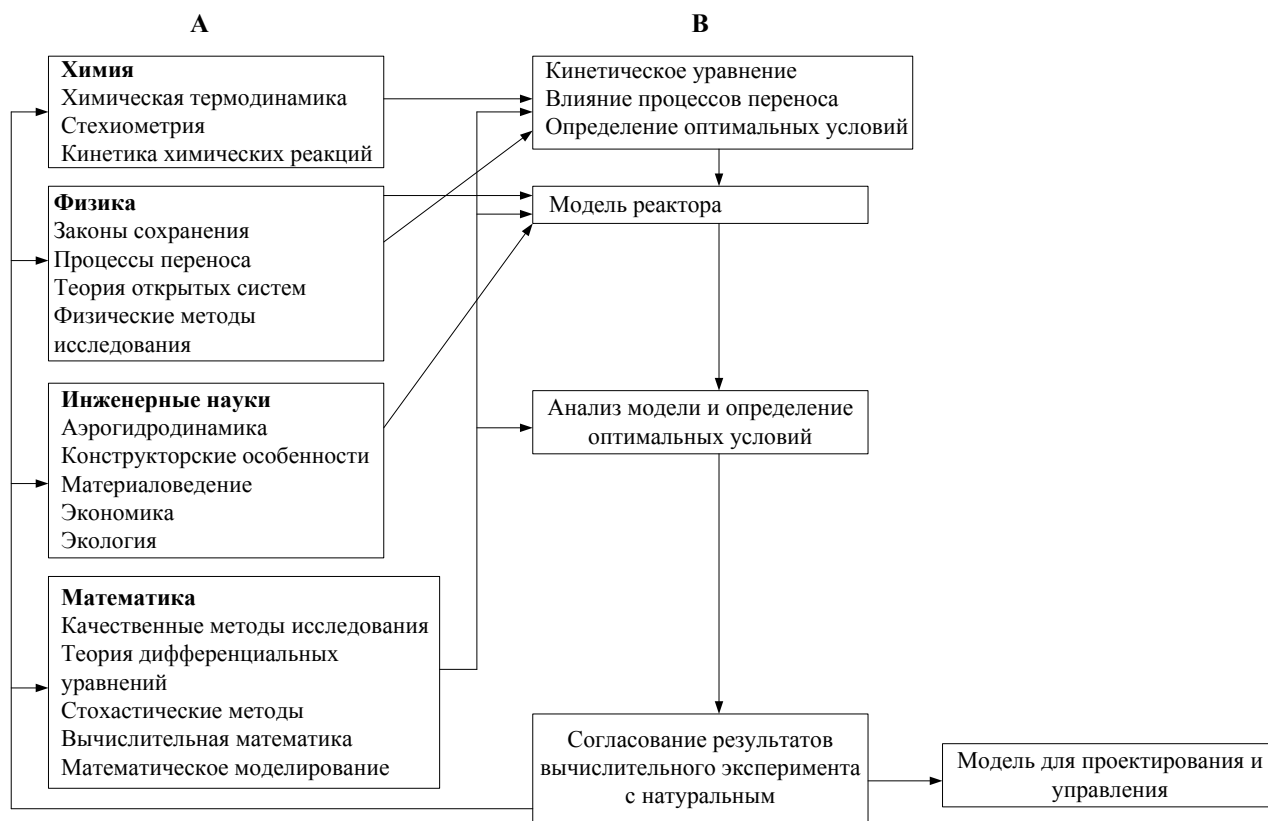 А
В
Химия
Химическая термодинамика
Стехиометрия
Кинетика химических реакций
Физика
Законы сохранения
Процессы переноса
Теория открытых систем
Физические методы
исследования
Инженерные науки
Аэрогидродинамика
Конструкторские особенности
Материаловедение
Экономика
Экология
Математика
Качественные методы исследования
Теория дифференциальных
уравнений
Стохастические методы
Вычислительная математика
Математическое моделирование
Кинетическое уравнение
Влияние процессов переноса
Определение оптимальных условий
Модель реактора
Анализ модели и определение
оптимальных условий
Согласование результатов
вычислительного эксперимента
с натуральным
Модель для проектирования и
управления